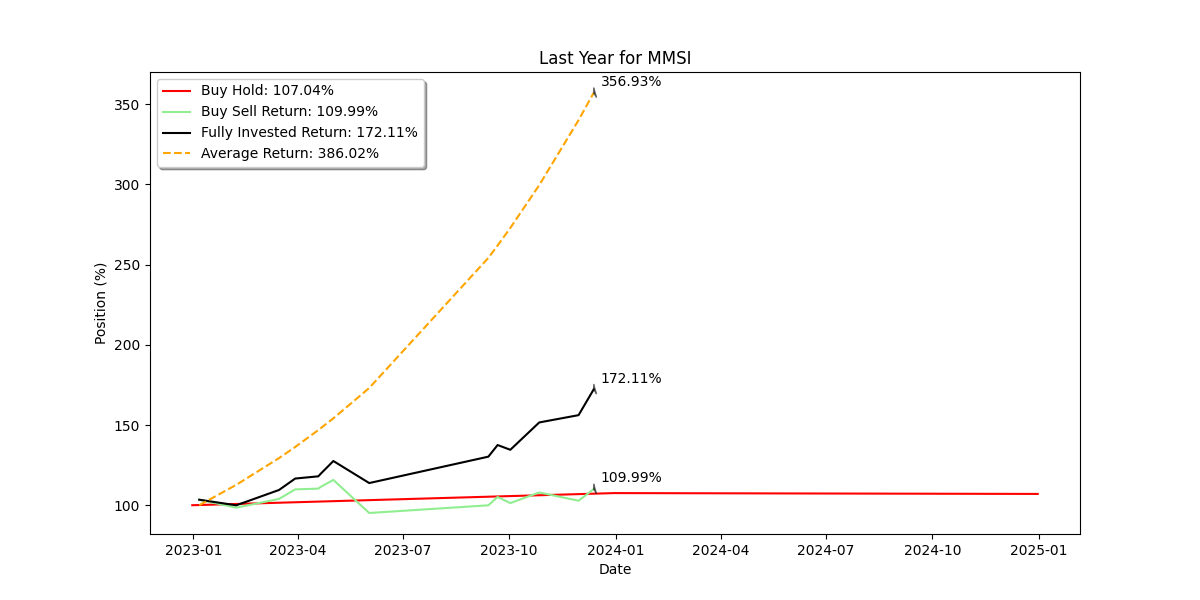 Last Year for MMSI
356.93%
Buy Hold: 107.04%
Buy Sell Return: 109.99%
Fully Invested Return: 172.11%
Average Return: 386.02%
350
300
250
200
150
100
Position (%)
172.11%
109.99%
2023-01
2023-04
2023-07
2023-10
2024-01
2024-04
2024-07
2024-10
2025-01
Date